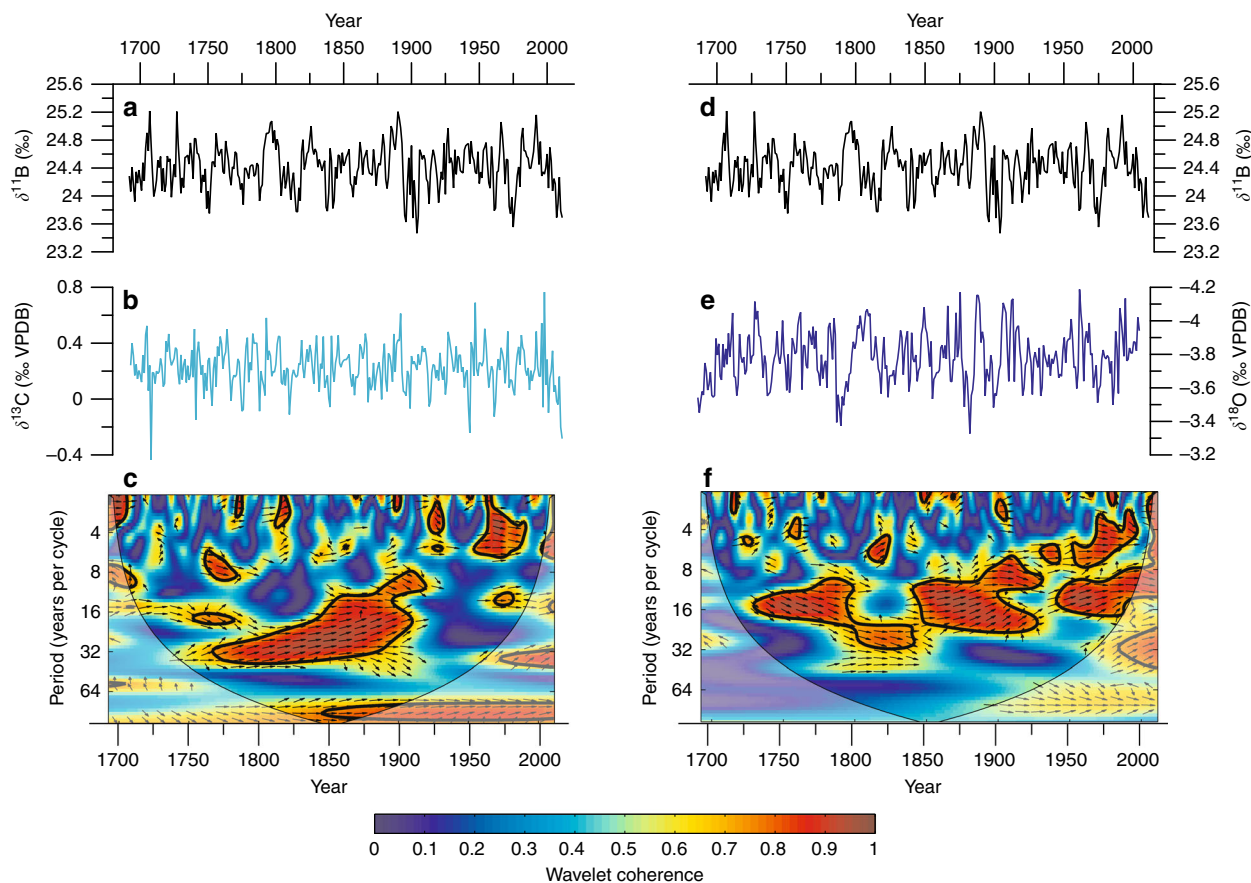 Year
1700 1750 1800 1850 1900 1950 2000
25.6
25.2
24.8
24.4
24
23.6
23.2
δ11B (‰)
a
0.8
0.4
0
−0.4
δ13C (‰ VPDB)
b
c
4
8
16
32
64
Period (years per cycle)
1700 1750 1800 1850 1900 1950 2000
Year
Year
1700 1750 1800 1850 1900 1950 2000
d
25.6
25.2
24.8
24.4
24
23.6
23.2
δ11B (‰)
e
−4.2
−4
−3.8
−3.6
−3.4
−3.2
δ18O (‰ VPDB)
f
4
8
16
32
64
Period (years per cycle)
1700 1750 1800 1850 1900 1950 2000
Year
0 0.1 0.2 0.3 0.4 0.5 0.6 0.7 0.8 0.9 1
Wavelet coherence